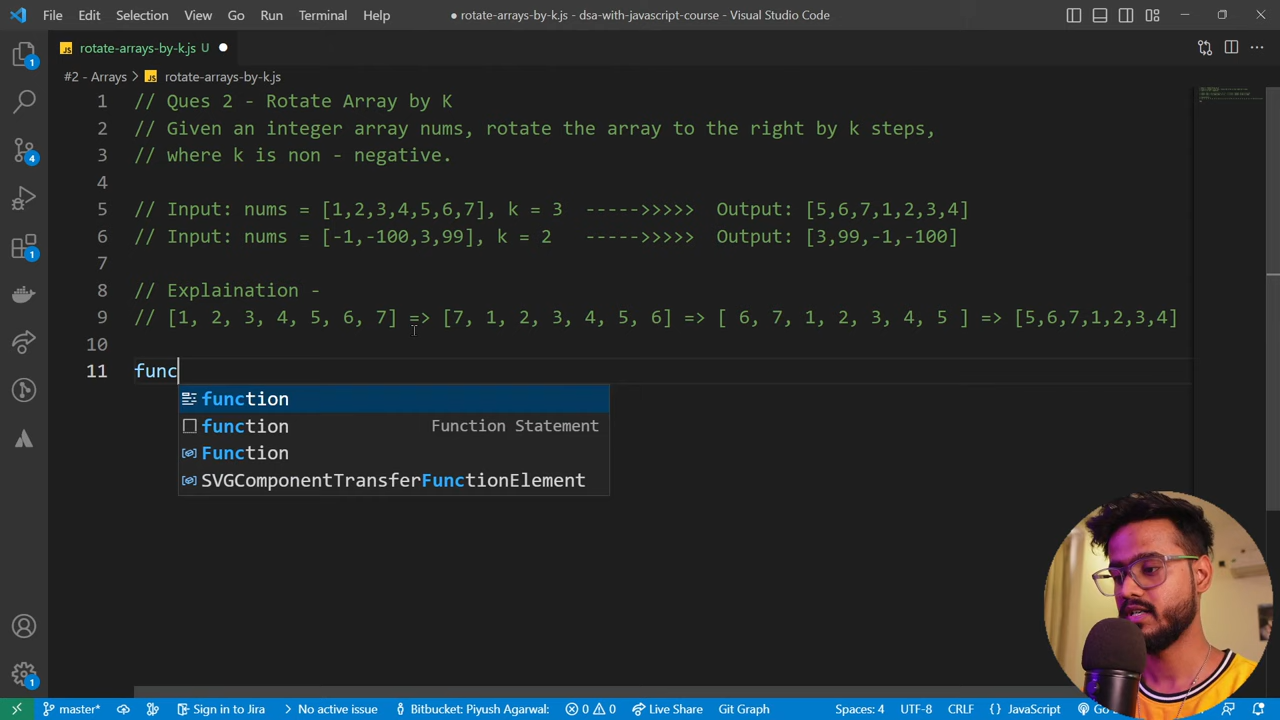 File Edit Selection View Go Run Terminal Help
● rotate-arrays-by-k.js - dsa-with-javascript-course - Visual Studio Code
JS rotate-arrays-by-k.js U ●
#2 - Arrays > JS rotate-arrays-by-k.js
1 // Ques 2 - Rotate Array by K
2 // Given an integer array nums, rotate the array to the right by k steps,
3 // where k is non - negative.
4
5 // Input: nums = [1,2,3,4,5,6,7], k = 3 ----->>>>> Output: [5,6,7,1,2,3,4]
6 // Input: nums = [-1,-100,3,99], k = 2 ----->>>>> Output: [3,99,-1,-100]
7
8 // Explaination -
9 // [1, 2, 3, 4, 5, 6, 7] => [7, 1, 2, 3, 4, 5, 6] => [ 6, 7, 1, 2, 3, 4, 5 ] => [5,6,7,1,2,3,4]
10
11 func
function
function Function Statement
Function
SVGComponentTransferFunctionElement
1
4
1
1
master* Sign in to Jira No active issue Bitbucket: Piyush Agarwal: 0 0 Live Share Git Graph Spaces: 4 UTF-8 CRLF {} JavaScript